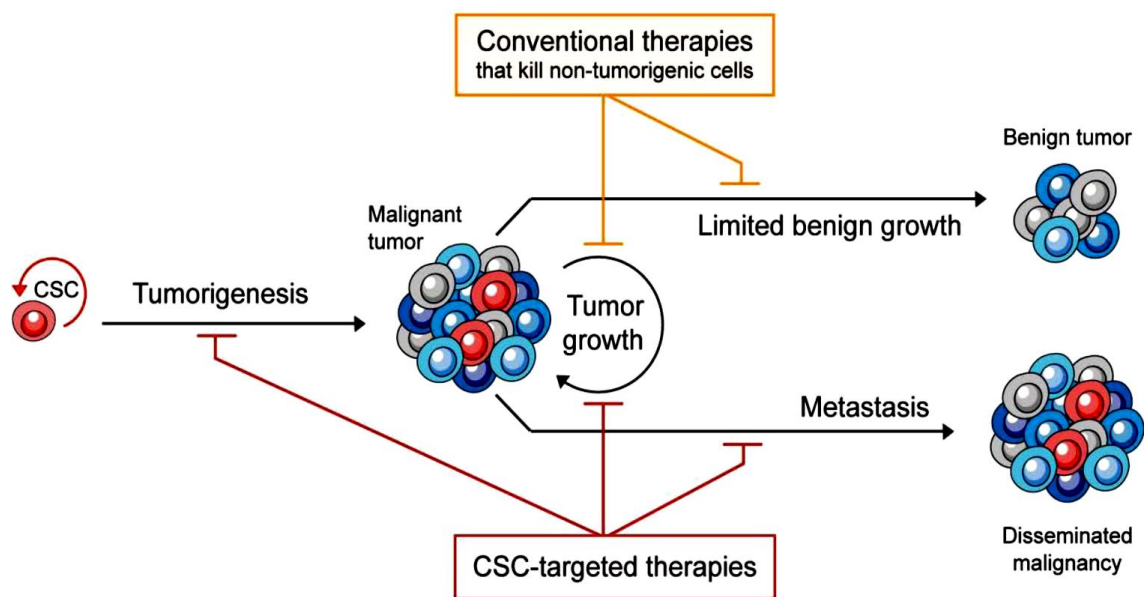 Conventional therapies
that kill non-tumorigenic cells
Benign tumor
Malignant
tumor
Limited benign growth
CSC
Tumorigenesis
Tumor
growth
Metastasis
CSC-targeted therapies
Disseminated
malignancy